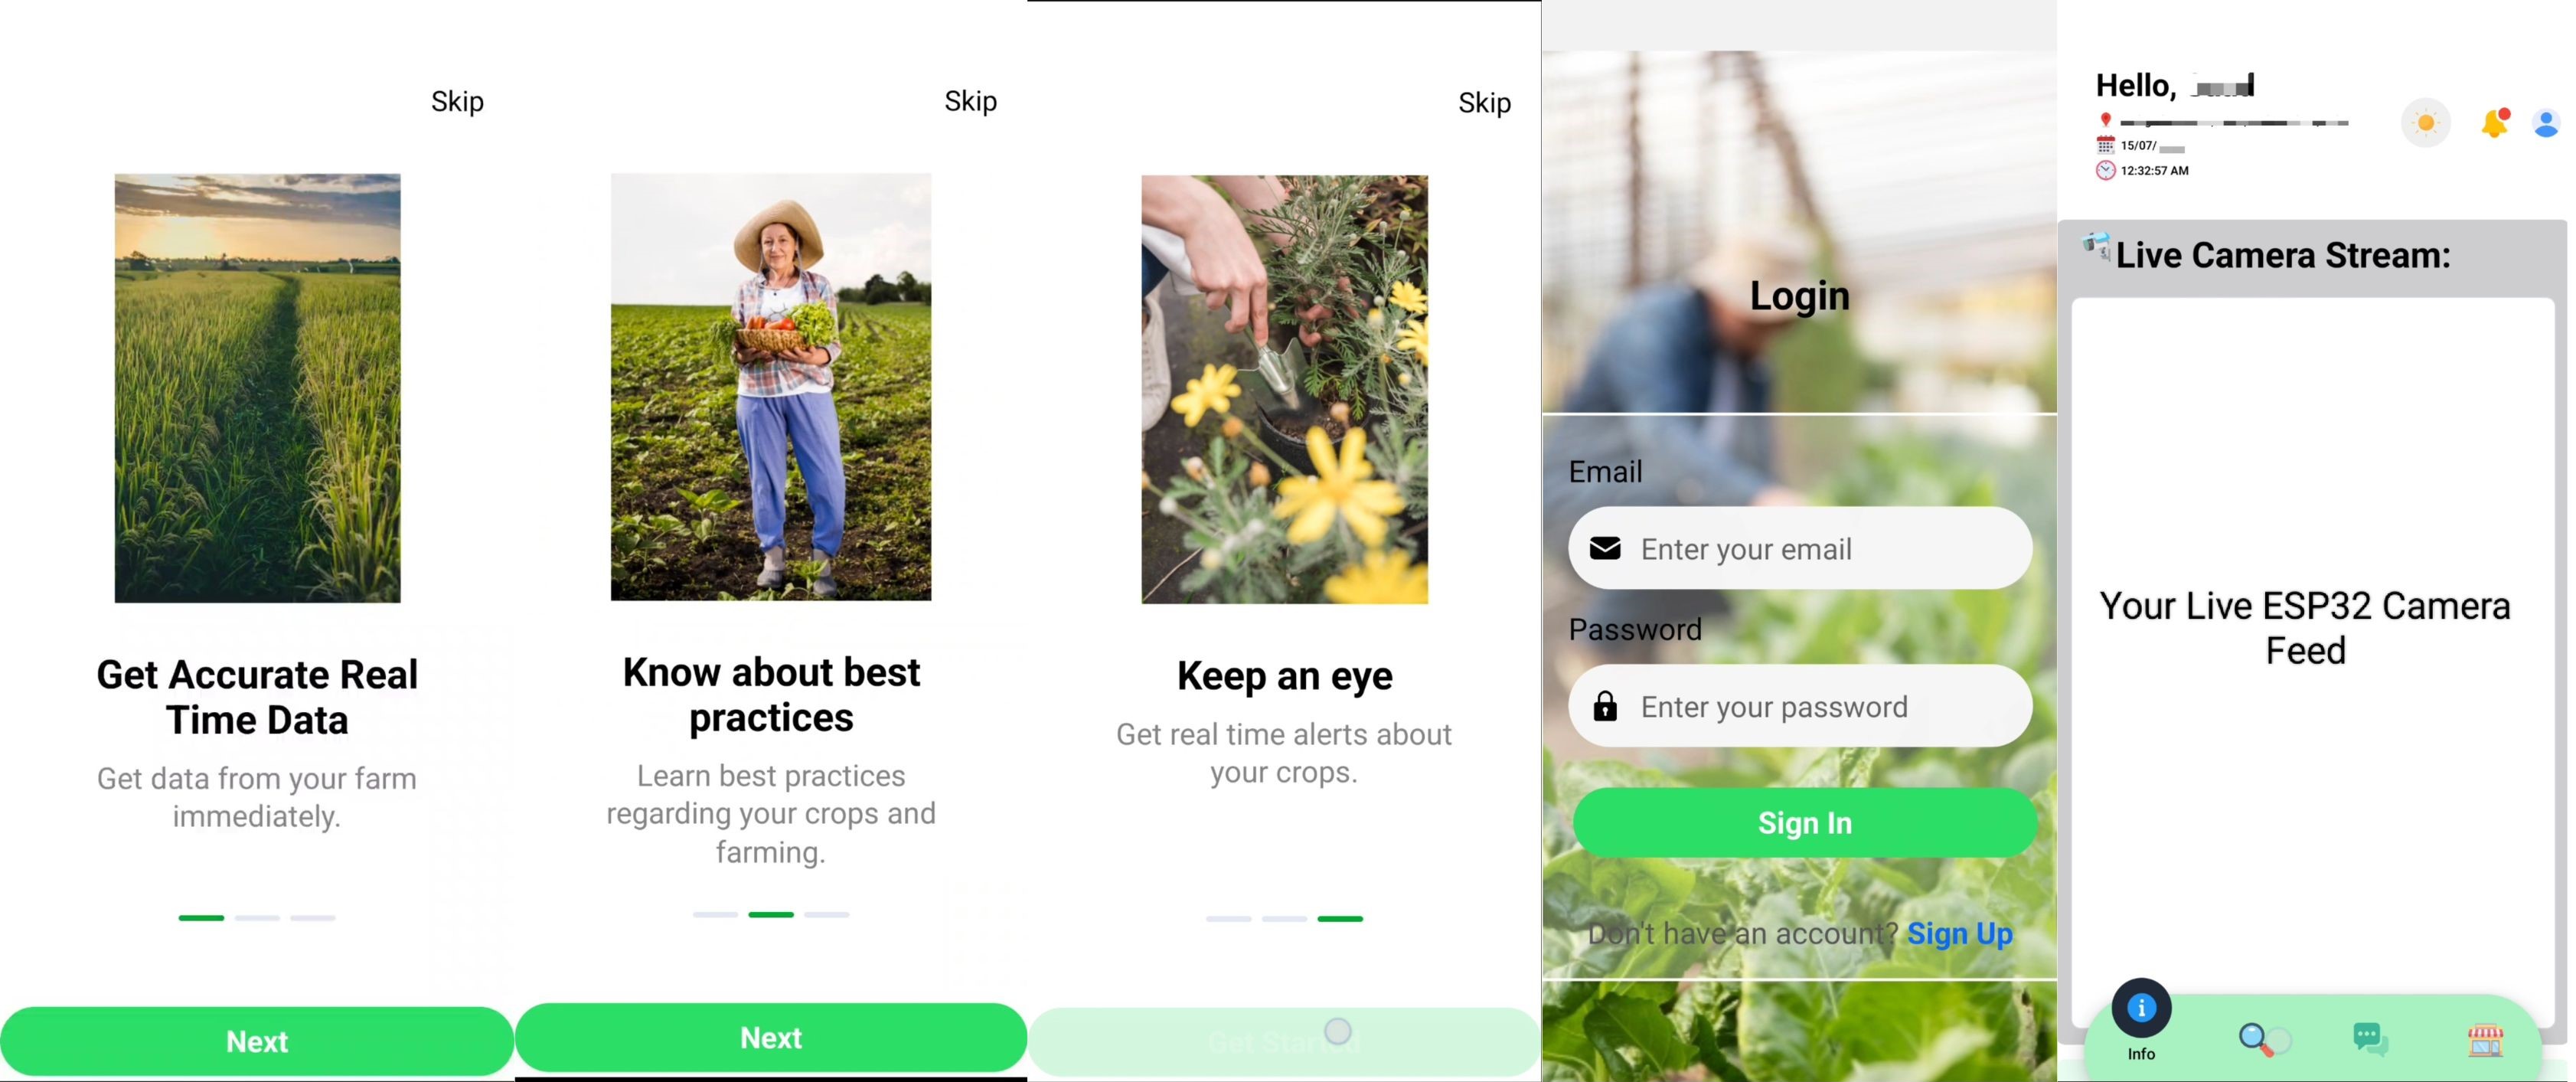 Skip
Get Accurate Real
Time Data
Get data from your farm
immediately.
Next
Skip
Know about best
practices
Learn best practices
regarding your crops and
farming.
Next
Skip
Keep an eye
Get real time alerts about
your crops.
Get Started
Login
Email
Enter your email
Password
Enter your password
Sign In
Don't have an account? Sign Up
Hello,
15/07/
12:32:57 AM
Live Camera Stream:
Your Live ESP32 Camera
Feed
Info